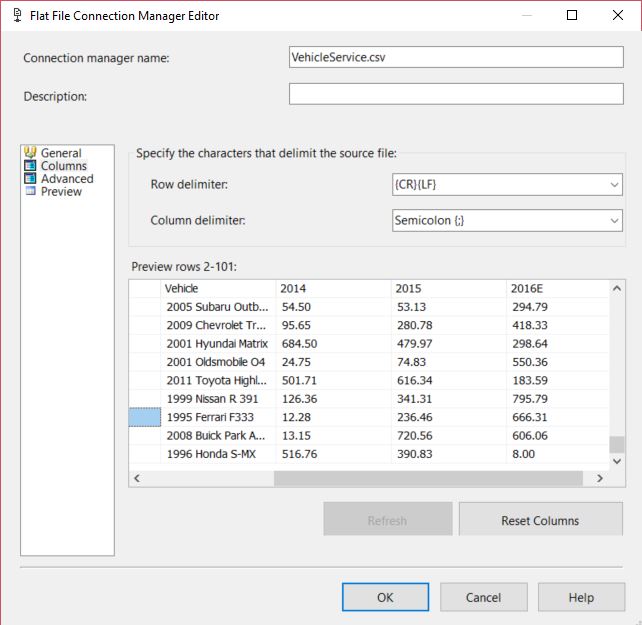 Flat File Connection Manager Editor
Connection manager name: VehicleService.csv
Description:
General
Columns
Advanced
Preview
Specify the characters that delimit the source file:
Row delimiter: {CR}{LF}
Column delimiter: Semicolon {;}
Preview rows 2-101:
Vehicle 2014 2015 2016E
2005 Subaru Outb... 54.50 53.13 294.79
2009 Chevrolet Tr... 95.65 280.78 418.33
2001 Hyundai Matrix 684.50 479.97 298.64
2001 Oldsmobile O4 24.75 74.83 550.36
2011 Toyota Highl... 501.71 616.34 183.59
1999 Nissan R 391 126.36 341.31 795.79
1995 Ferrari F333 12.28 236.46 666.31
2008 Buick Park A... 13.15 720.56 606.06
1996 Honda S-MX 516.76 390.83 8.00
Refresh Reset Columns
OK Cancel Help